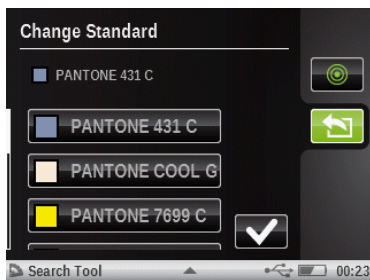 Change Standard
PANTONE 431 C
PANTONE 431 C
PANTONE COOL G
PANTONE 7699 C
Search Tool 00:23